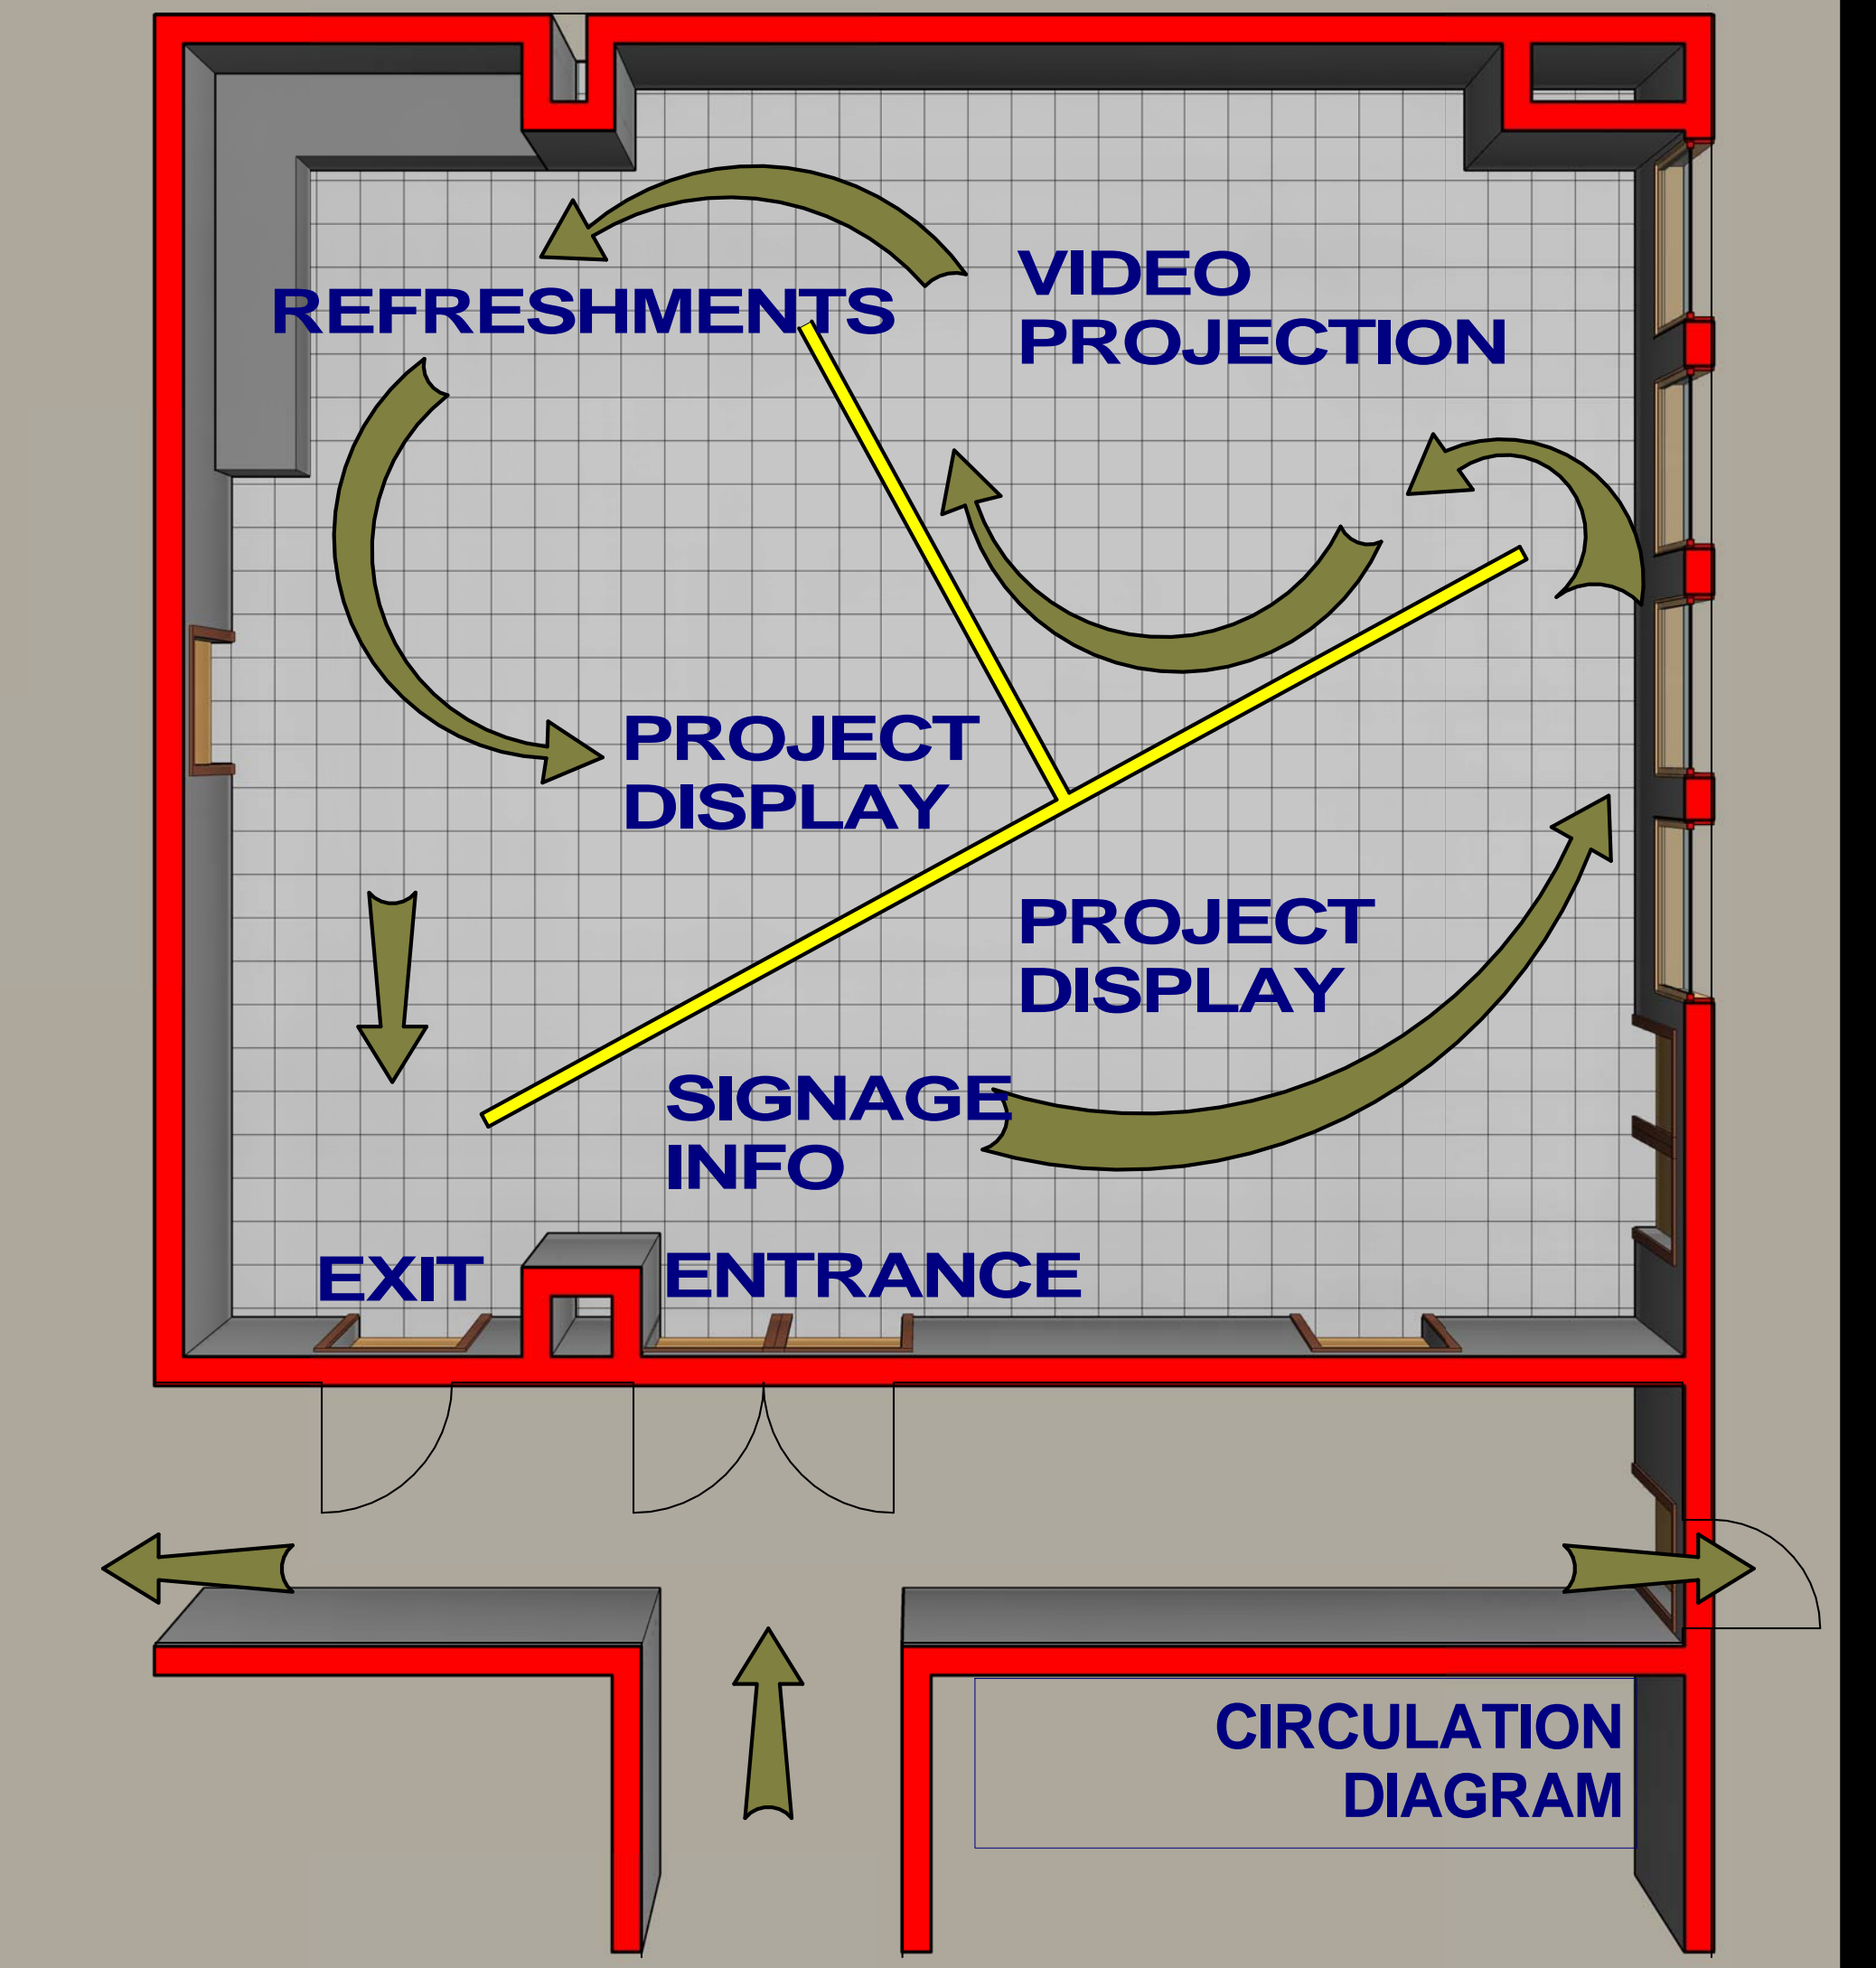 VIDEO
PROJECTION
REFRESHMENTS
PROJECT
DISPLAY
PROJECT
DISPLAY
SIGNAGE
INFO
EXIT
ENTRANCE
CIRCULATION
DIAGRAM